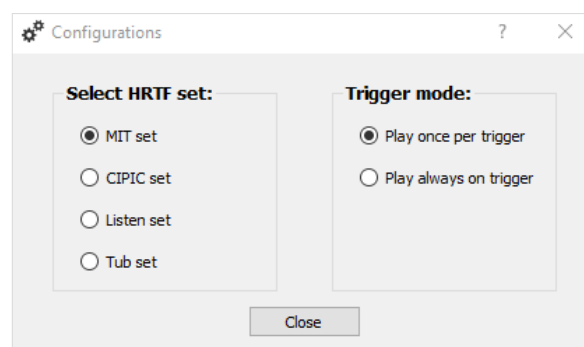 Configurations
Select HRTF set:
MIT set
CIPIC set
Listen set
Tub set
Trigger mode:
Play once per trigger
Play always on trigger
Close